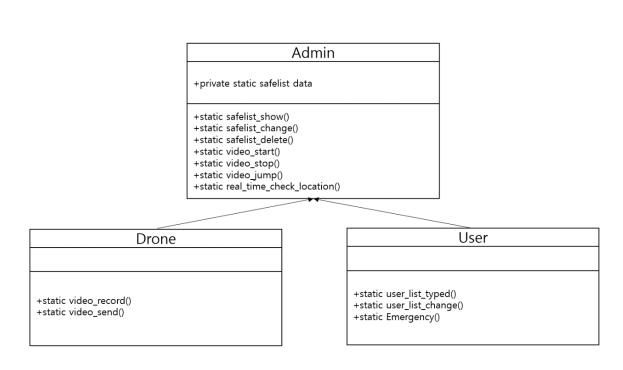 Admin
+private static safelist data
+static safelist_show()
+static safelist_change()
+static safelist_delete()
+static video_start()
+static video_stop()
+static video_jump()
+static real_time_check_location()
Drone
+static video_record()
+static video_send()
User
+static user_list_typed()
+static user_list_change()
+static Emergency()